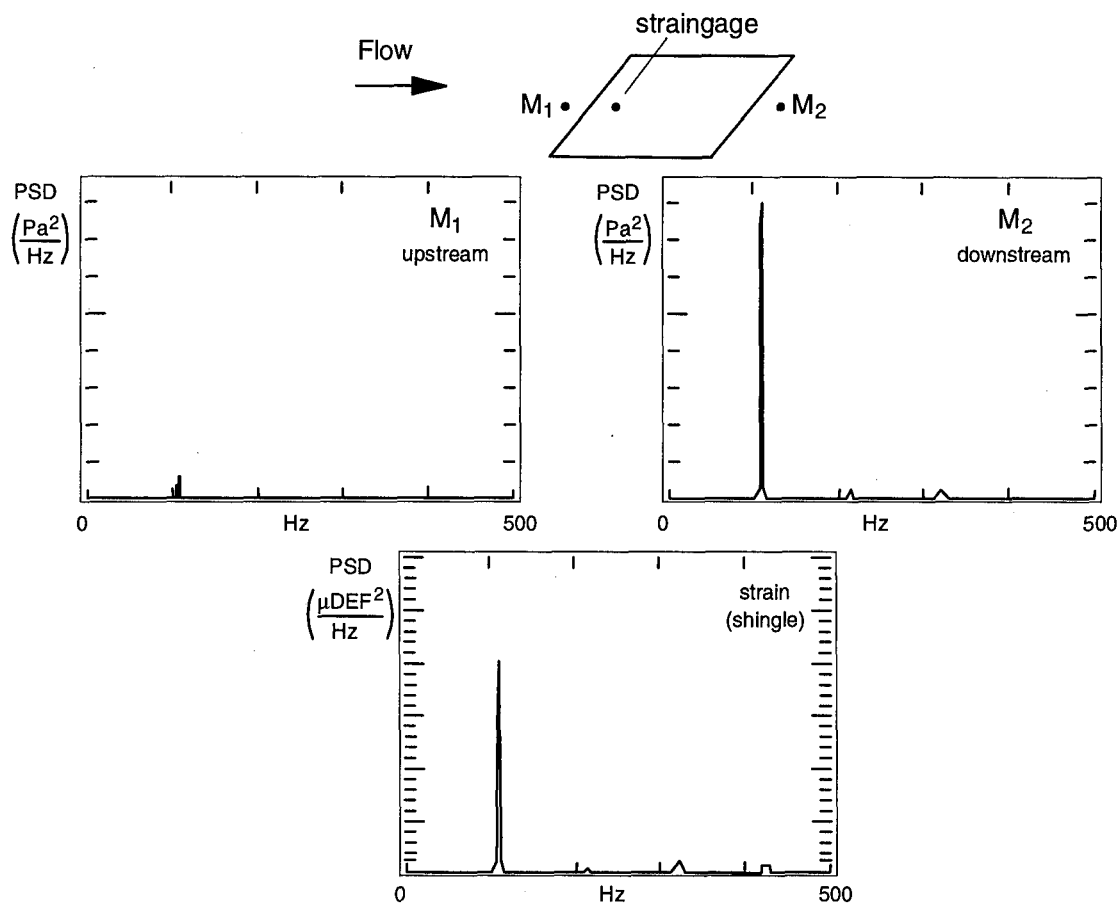 straingage
Flow
M₁
M₂
PSD
(Pa²/Hz)
M₁
upstream
0
Hz
500
PSD
(Pa²/Hz)
M₂
downstream
0
Hz
500
PSD
(μDEF²/Hz)
strain
(shingle)
0
Hz
500